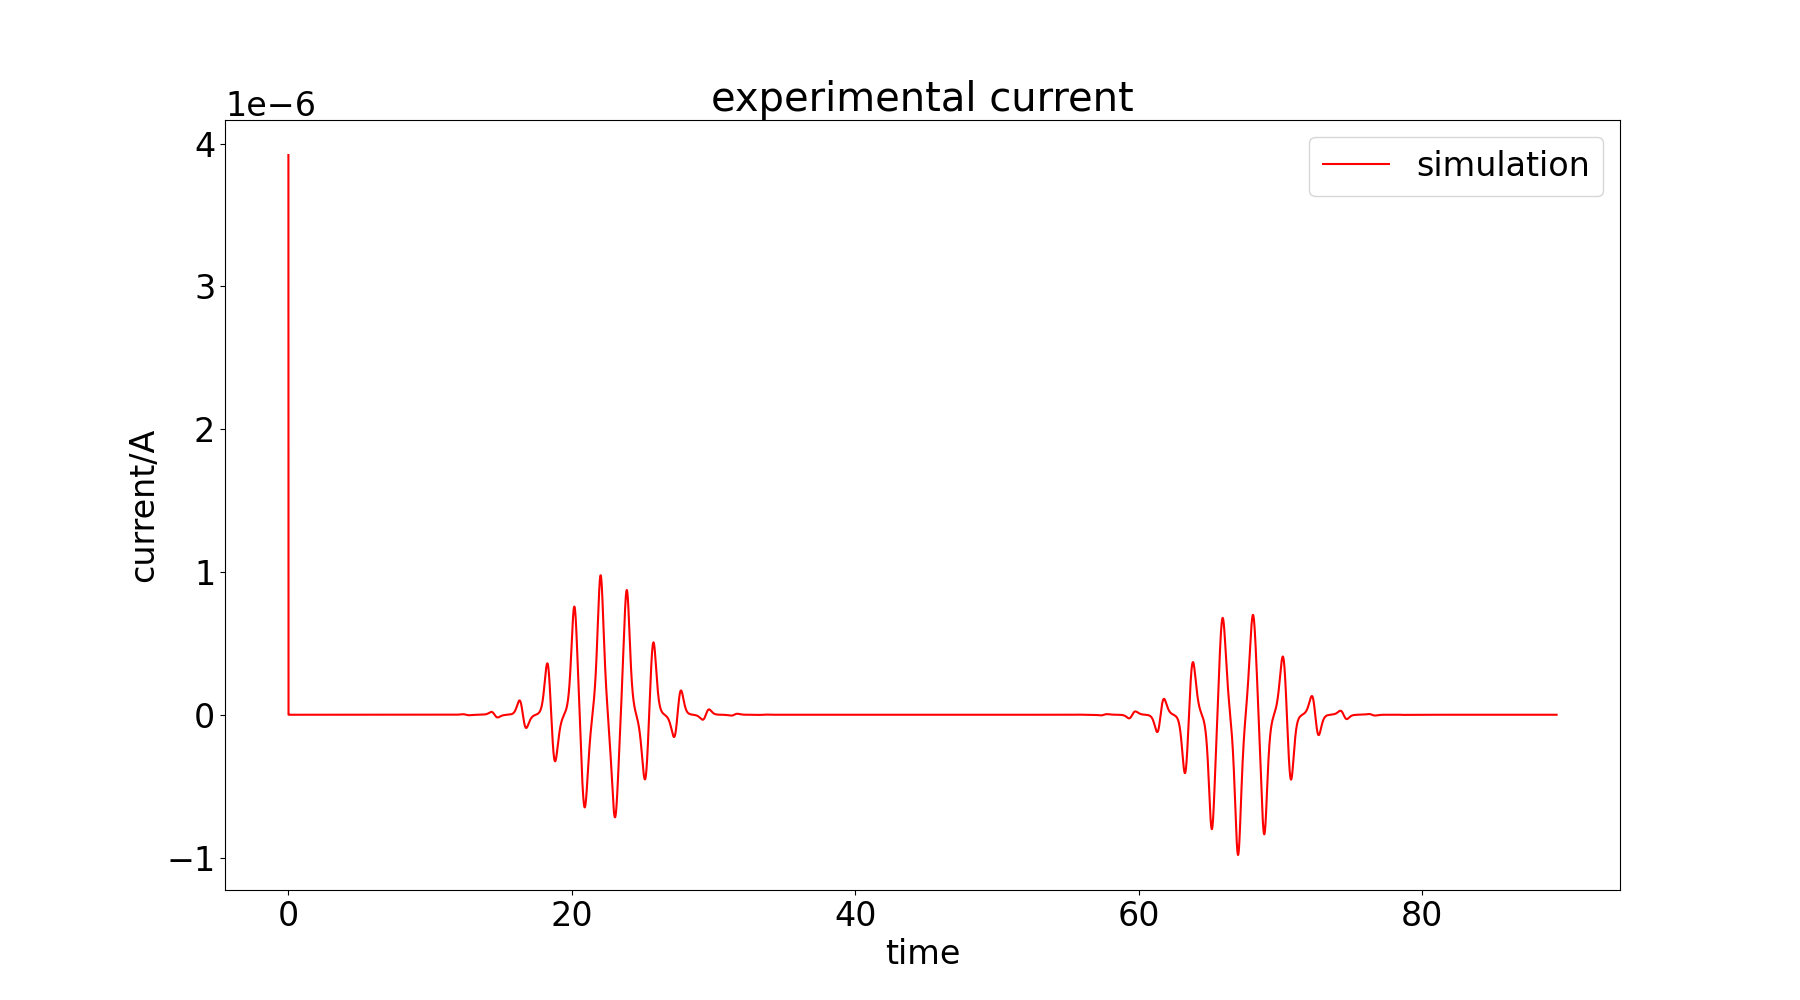 experimental current
1e−6
simulation
4
3
2
1
0
−1
current/A
0 20 40 60 80
time